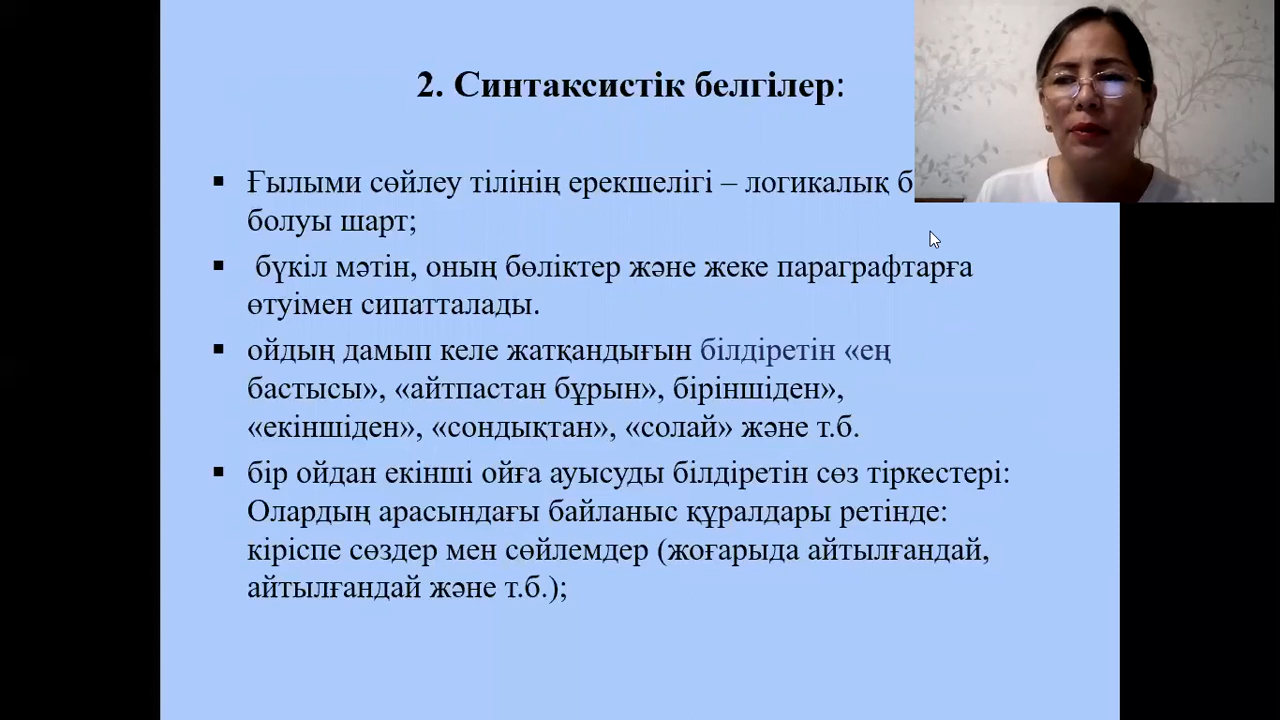 2. Синтаксистік белгілер:
▪ Ғылыми сөйлеу тілінің ерекшелігі – логикалық
болуы шарт;
▪ бүкіл мәтін, оның бөліктер және жеке параграфтарға
өтуімен сипатталады.
▪ ойдың дамып келе жатқандығын білдіретін «ең
бастысы», «айтпастан бұрын», біріншіден»,
«екіншіден», «сондықтан», «солай» және т.б.
▪ бір ойдан екінші ойға ауысуды білдіретін сөз тіркестері:
Олардың арасындағы байланыс құралдары ретінде:
кіріспе сөздер мен сөйлемдер (жоғарыда айтылғандай,
айтылғандай және т.б.);